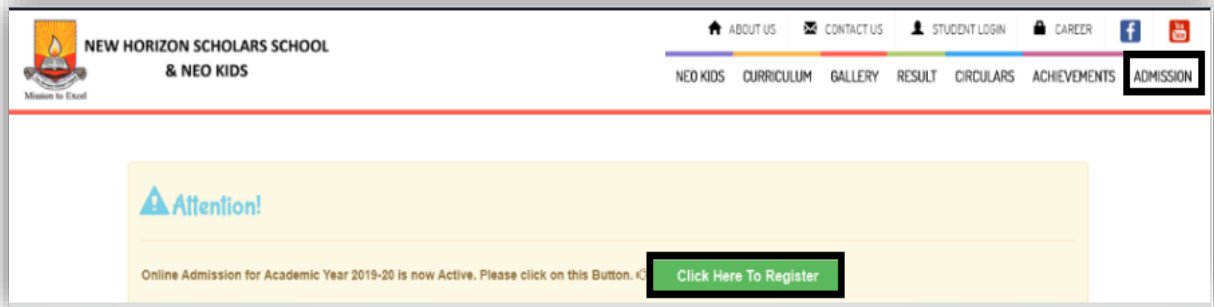 NEW HORIZON SCHOLARS SCHOOL
& NEO KIDS
Mission to Excel
ABOUT US CONTACT US STUDENT LOGIN CAREER
NEO KIDS CURRICULUM GALLERY RESULT CIRCULARS ACHIEVEMENTS ADMISSION
Attention!
Online Admission for Academic Year 2019-20 is now Active. Please click on this Button. Click Here To Register